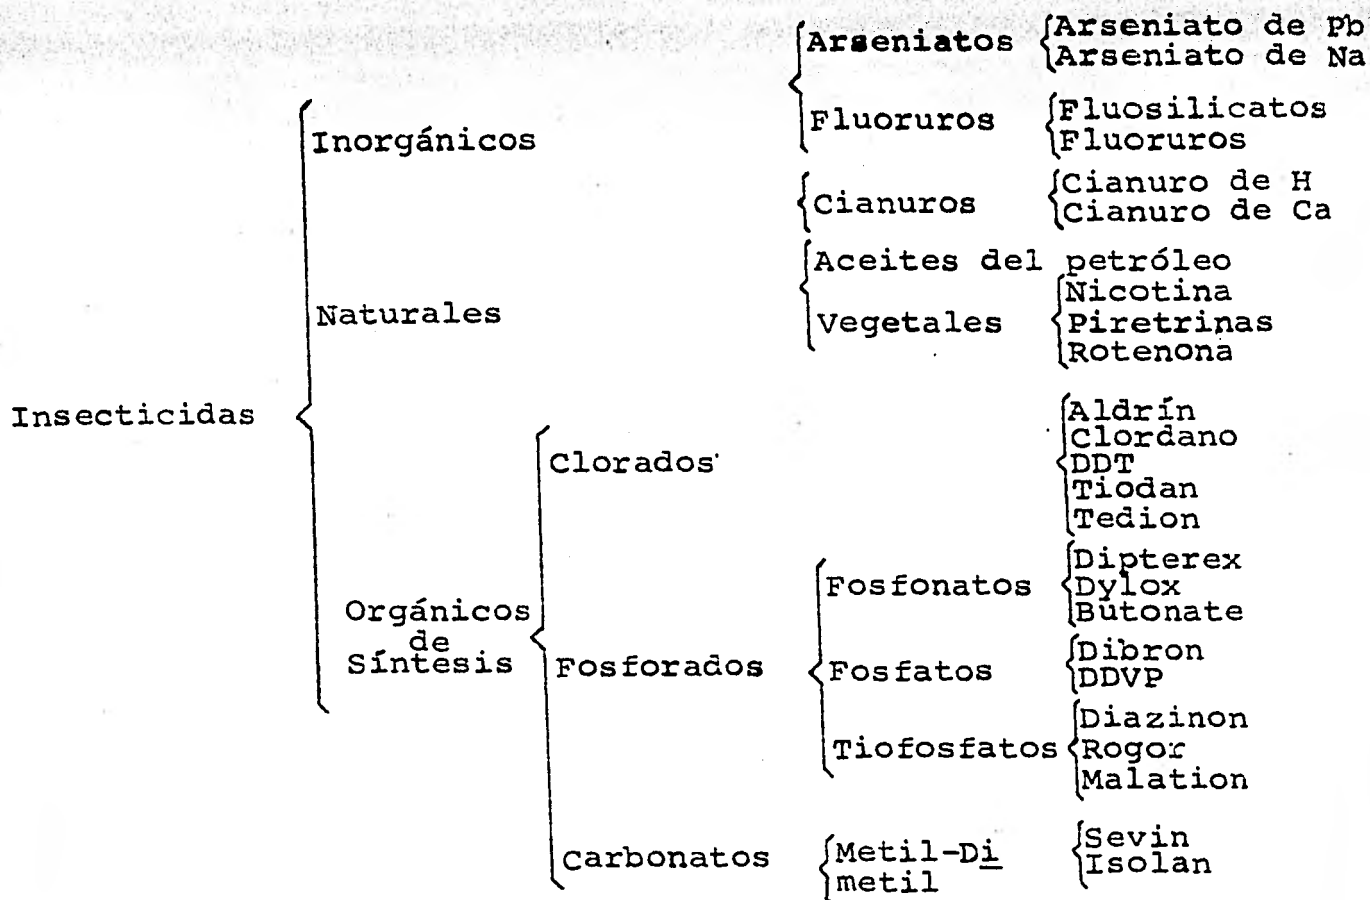 Arseniatos
Arseniato de Pb
Arseniato de Na
Inorgánicos
Fluoruros
Fluosilicatos
Fluoruros
Cianuros
Cianuro de H
Cianuro de Ca
Naturales
Aceites del petróleo
Vegetales
Nicotina
Piretrinas
Rotenona
Insecticidas
Orgánicos
de
Síntesis
Clorados
Aldrín
Clordano
DDT
Tiodan
Tedion
Fosforados
Fosfonatos
Dipterex
Dylox
Butonate
Fosfatos
Dibron
DDVP
Tiofosfatos
Diazinon
Rogor
Malation
Carbonatos
Metil-Di
metil
Sevin
Isolan